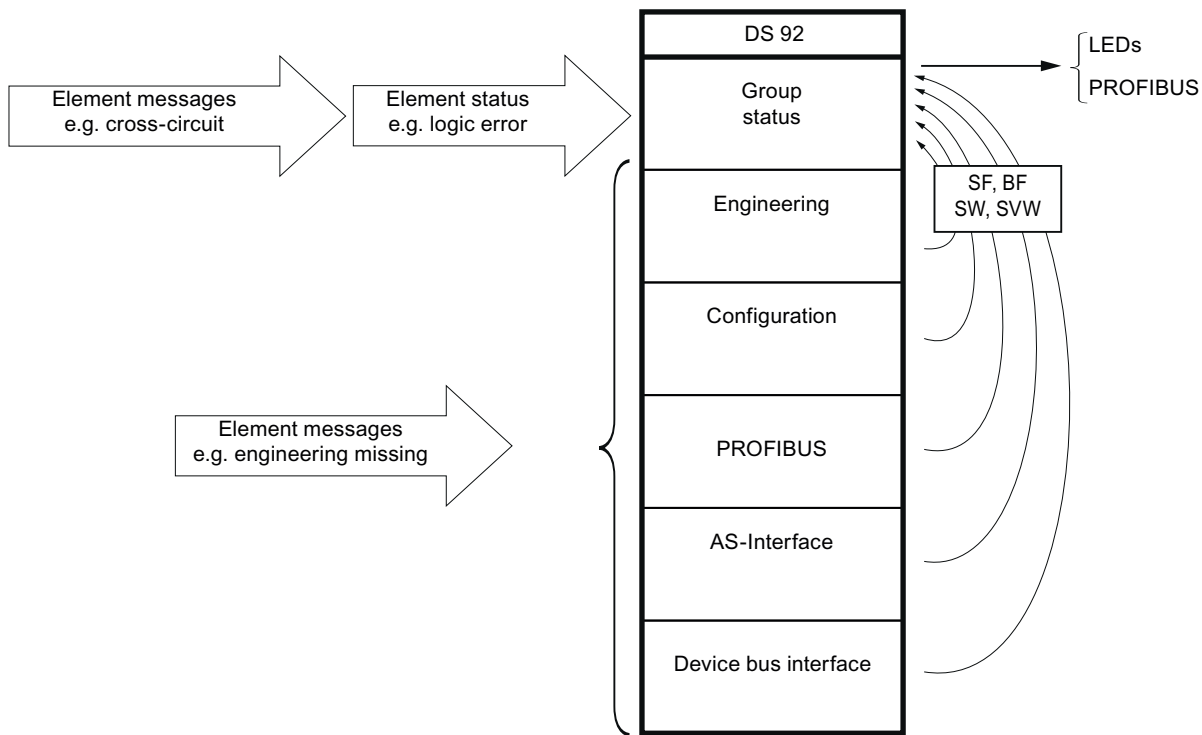 DS 92
LEDs
PROFIBUS
Element messages
e.g. cross-circuit
Element status
e.g. logic error
Group
status
SF, BF
SW, SVW
Engineering
Configuration
Element messages
e.g. engineering missing
PROFIBUS
AS-Interface
Device bus interface